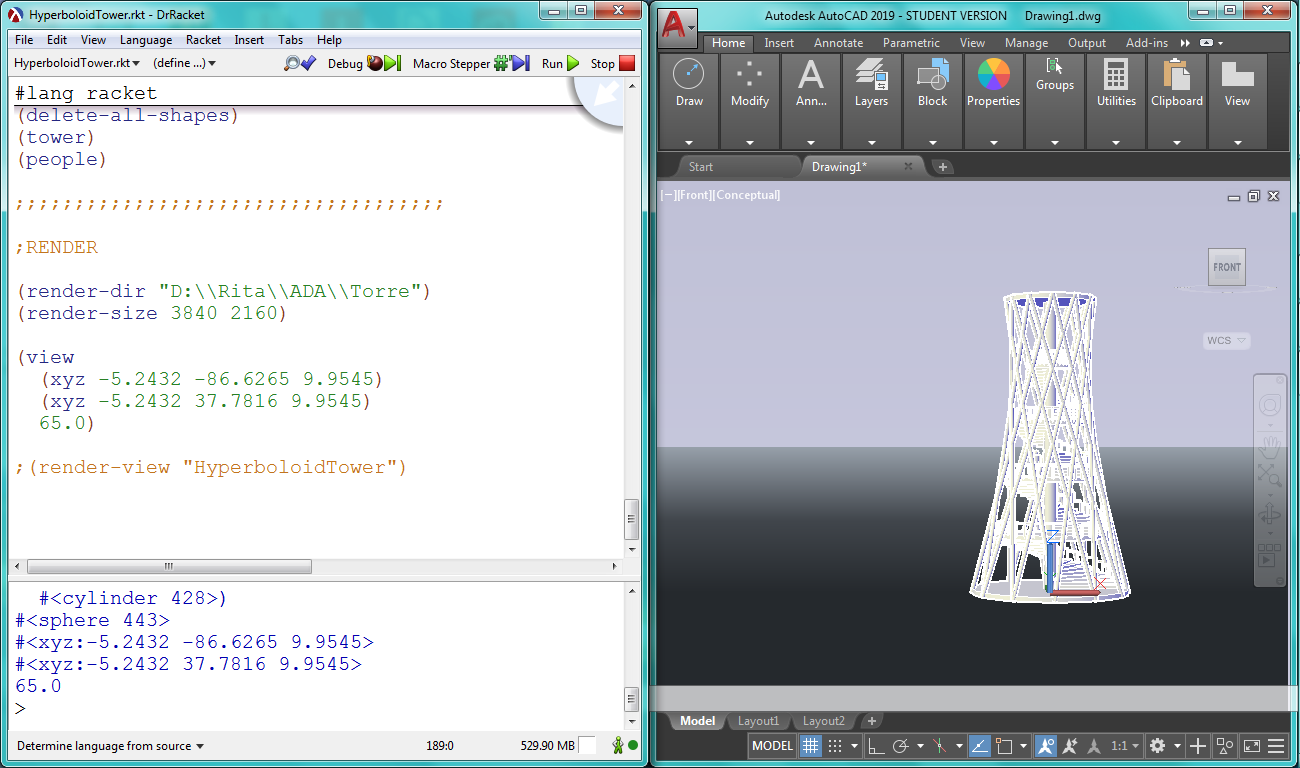 HyperboloidTower.rkt - DrRacket
File Edit View Language Racket Insert Tabs Help
HyperboloidTower.rkt▾ (define ...)▾ Debug Macro Stepper Run Stop
#lang racket
(delete-all-shapes)
(tower)
(people)
;;;;;;;;;;;;;;;;;;;;;;;;;;;;;;;;;;;;
;RENDER
(render-dir "D:\\Rita\\ADA\\Torre")
(render-size 3840 2160)
(view
(xyz -5.2432 -86.6265 9.9545)
(xyz -5.2432 37.7816 9.9545)
65.0)
;(render-view "HyperboloidTower")
#<cylinder 428>)
#<sphere 443>
#<xyz:-5.2432 -86.6265 9.9545>
#<xyz:-5.2432 37.7816 9.9545>
65.0
>
Determine language from source▾ 189:0 529.90 MB
Autodesk AutoCAD 2019 - STUDENT VERSION Drawing1.dwg
Home Insert Annotate Parametric View Manage Output Add-ins
Draw Modify Ann... Layers Block Properties Groups Utilities Clipboard View
Start Drawing1* +
[−][Front][Conceptual]
FRONT
WCS
Z
X
Model Layout1 Layout2 +
MODEL 1:1